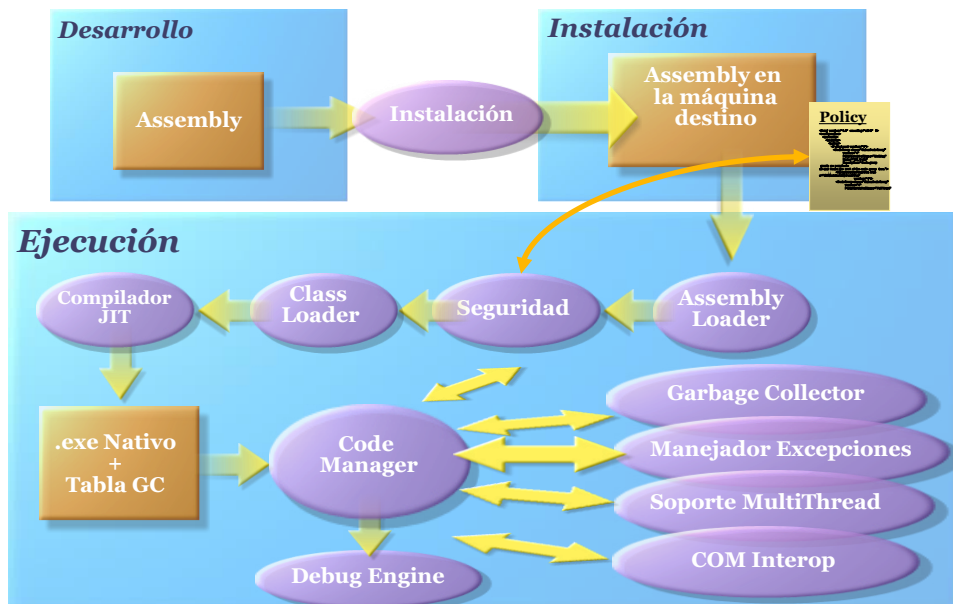 Desarrollo
Assembly
Instalación
Instalación
Assembly en
la máquina
destino
Policy
Ejecución
Compilador
JIT
Class
Loader
Seguridad
Assembly
Loader
.exe Nativo
+
Tabla GC
Code
Manager
Garbage Collector
Manejador Excepciones
Soporte MultiThread
COM Interop
Debug Engine